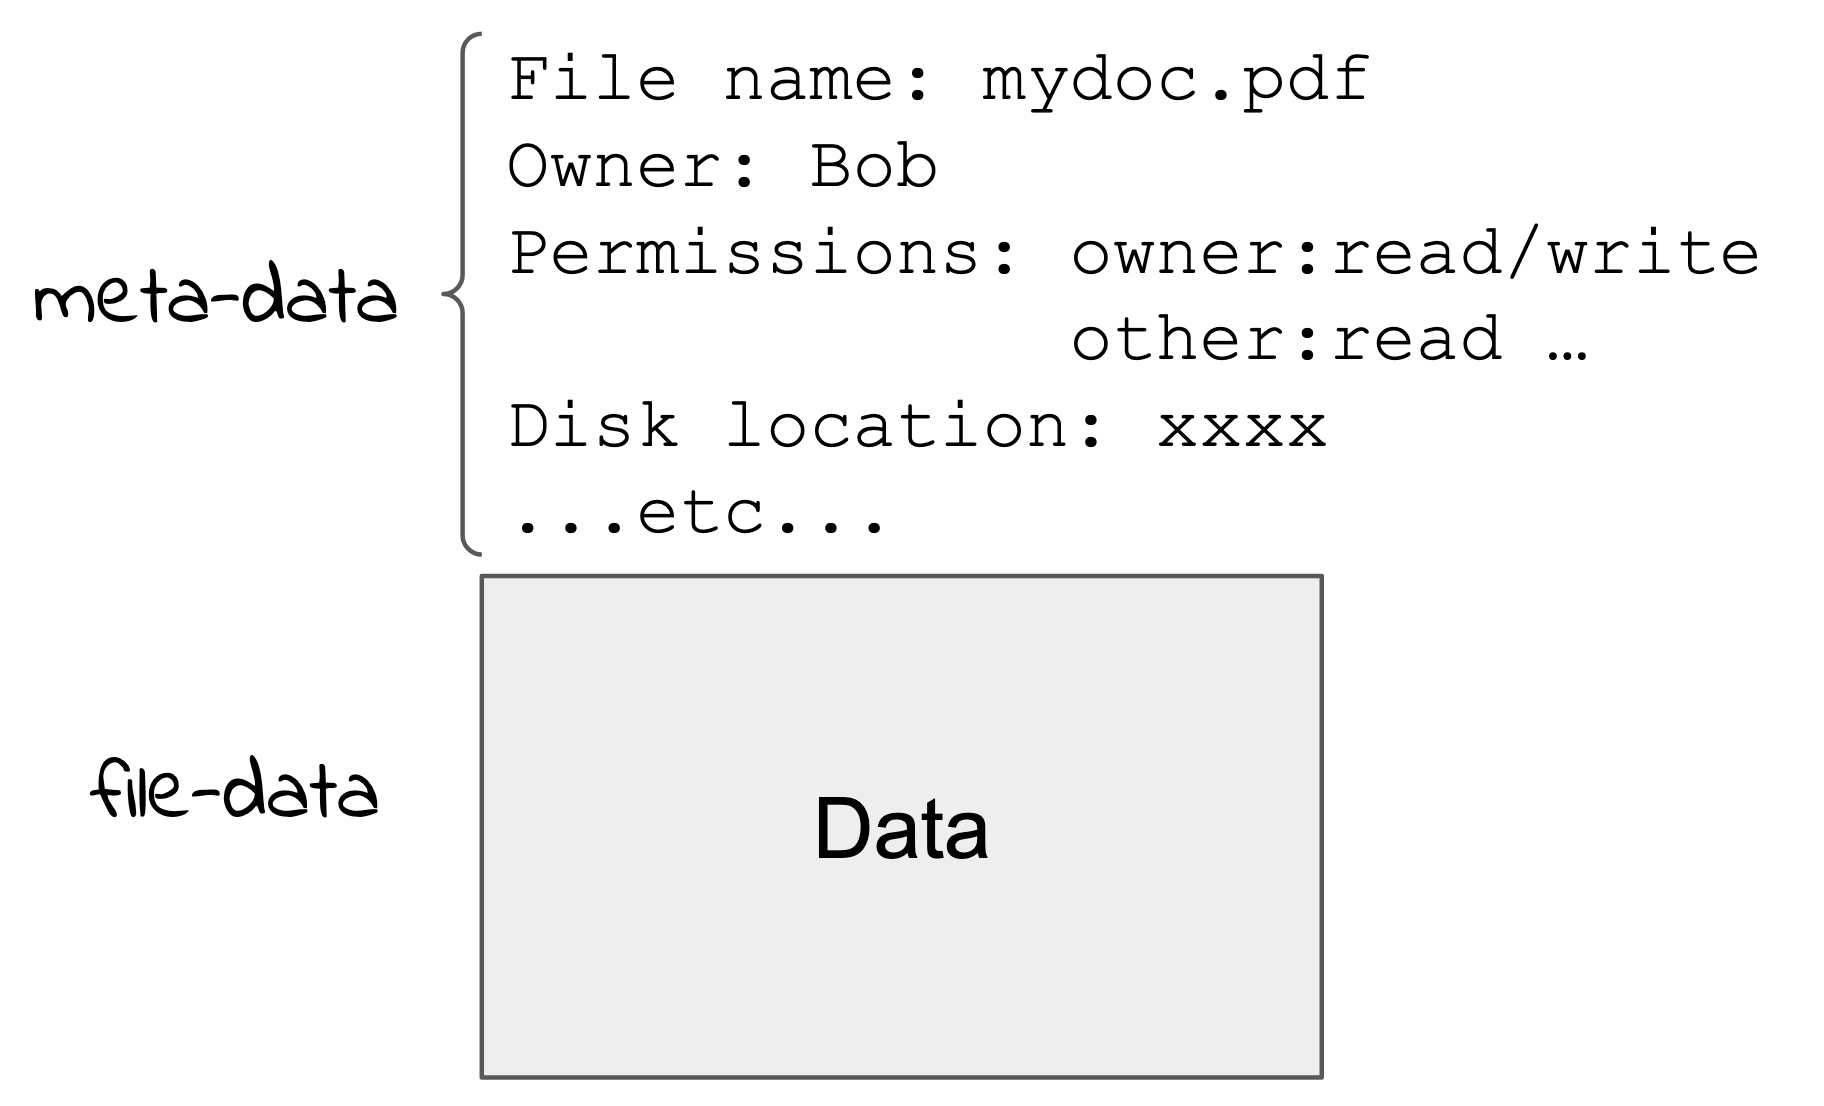 File name: mydoc.pdf
Owner: Bob
Permissions: owner:read/write
other:read …
meta-data
Disk location: xxxx
...etc...
file-data
Data